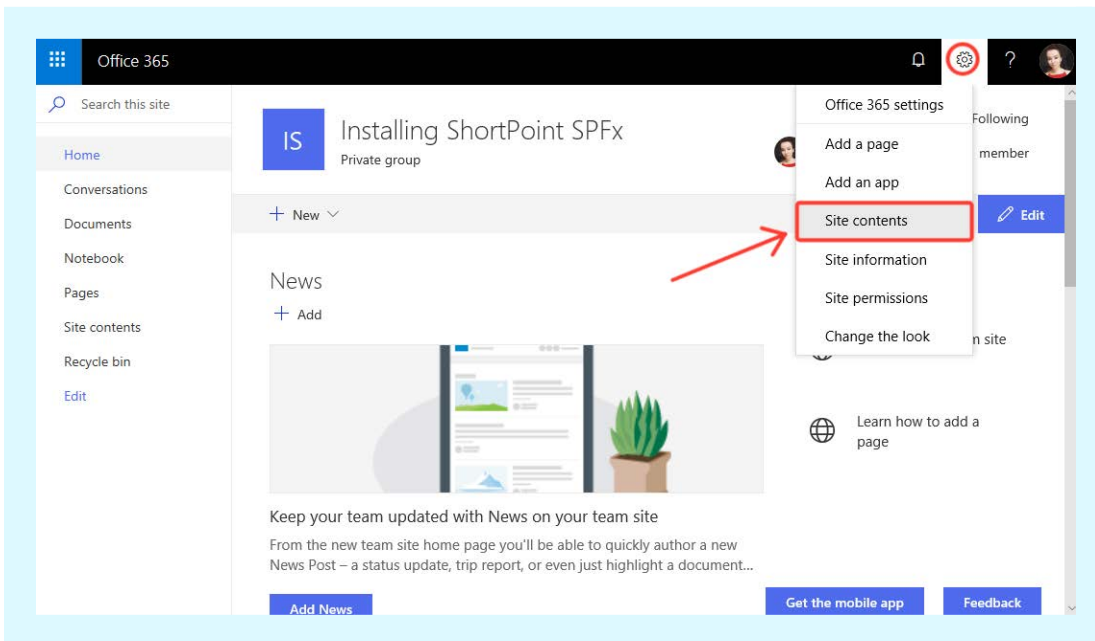 Office 365
?
Search this site
Home
Conversations
Documents
Notebook
Pages
Site contents
Recycle bin
Edit
IS
Installing ShortPoint SPFx
Private group
Following
member
+ New
Edit
Office 365 settings
Add a page
Add an app
Site contents
Site information
Site permissions
Change the look
News
+ Add
n site
Learn how to add a
page
Keep your team updated with News on your team site
From the new team site home page you'll be able to quickly author a new
News Post – a status update, trip report, or even just highlight a document...
Add News
Get the mobile app
Feedback